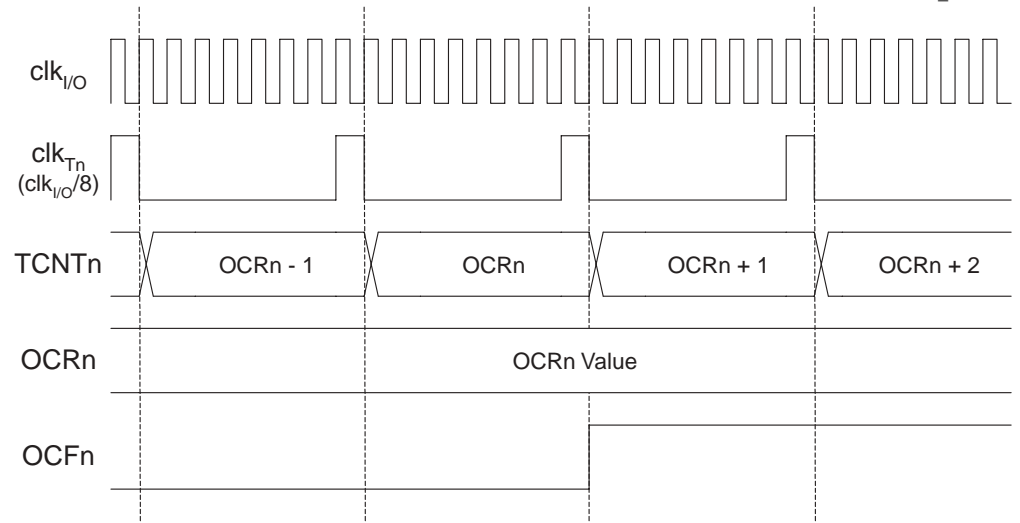 clkI/O
clkTn
(clkI/O/8)
TCNTn OCRn - 1 OCRn OCRn + 1 OCRn + 2
OCRn OCRn Value
OCFn